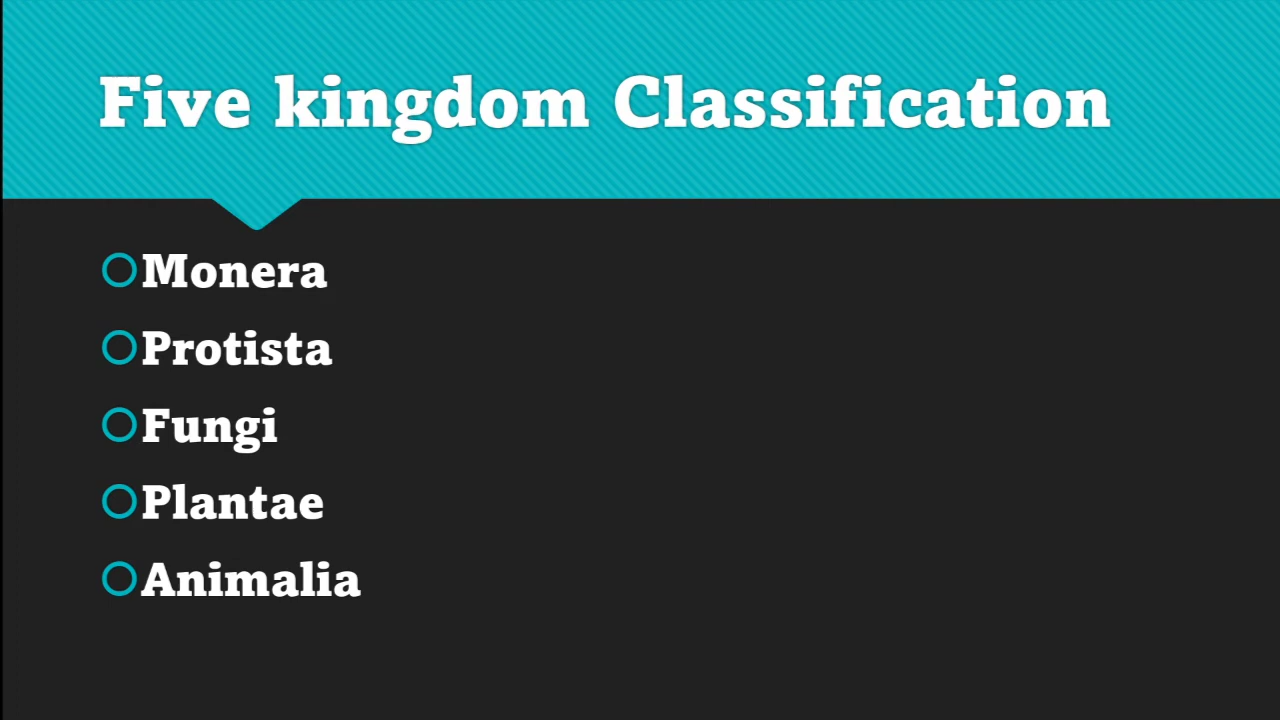 Five kingdom Classification
Monera
Protista
Fungi
Plantae
Animalia